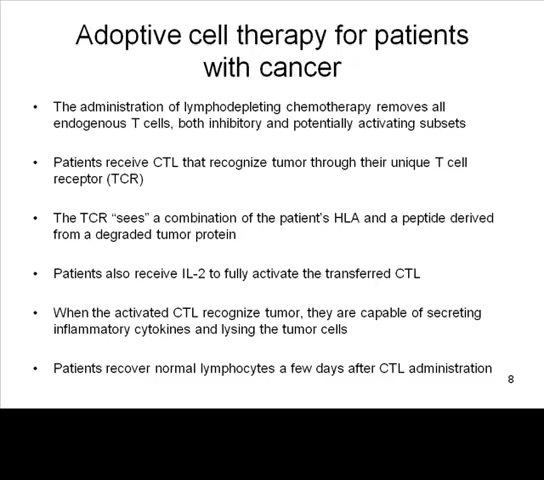 Adoptive cell therapy for patients
with cancer
• The administration of lymphodepleting chemotherapy removes all
endogenous T cells, both inhibitory and potentially activating subsets
• Patients receive CTL that recognize tumor through their unique T cell
receptor (TCR)
• The TCR “sees” a combination of the patient’s HLA and a peptide derived
from a degraded tumor protein
• Patients also receive IL-2 to fully activate the transferred CTL
• When the activated CTL recognize tumor, they are capable of secreting
inflammatory cytokines and lysing the tumor cells
• Patients recover normal lymphocytes a few days after CTL administration
8